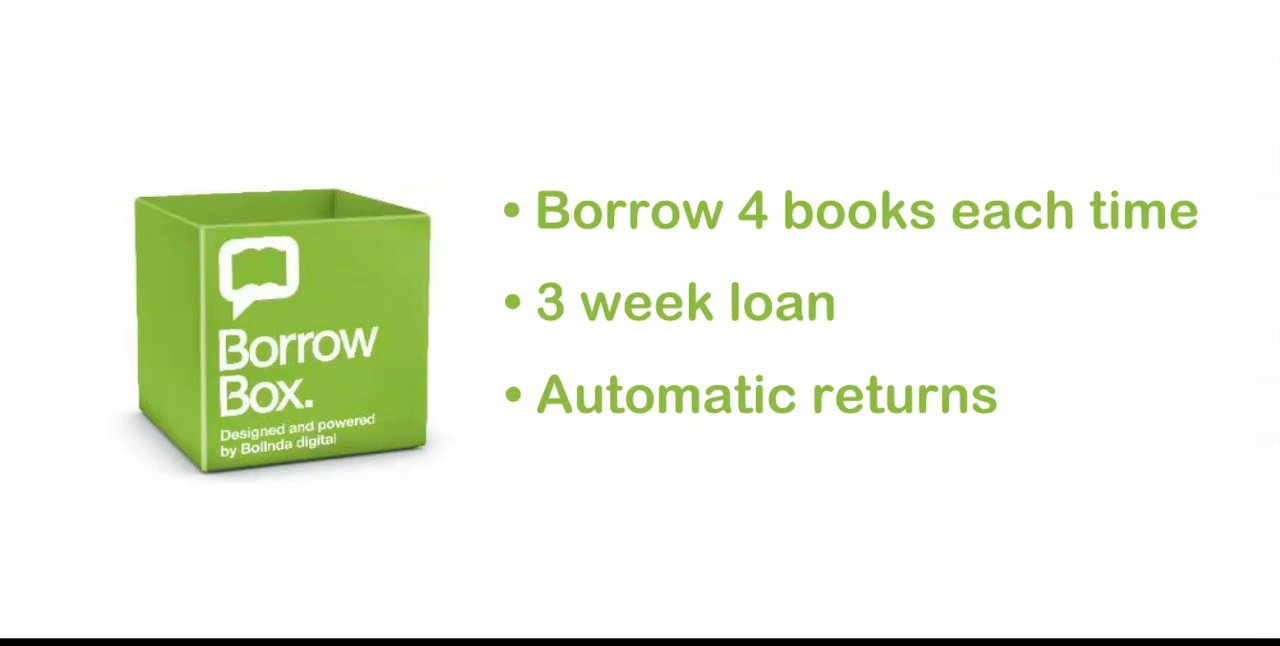 Borrow
Box.
Designed and powered
by Bolinda digital
• Borrow 4 books each time
• 3 week loan
• Automatic returns